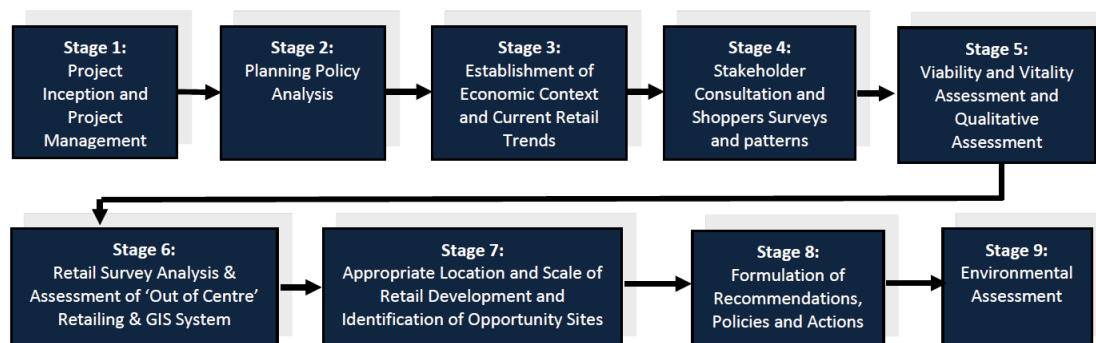 Stage 1:
Project
Inception and
Project
Management
Stage 2:
Planning Policy
Analysis
Stage 3:
Establishment of
Economic Context
and Current Retail
Trends
Stage 4:
Stakeholder
Consultation and
Shoppers Surveys
and patterns
Stage 5:
Viability and Vitality
Assessment and
Qualitative
Assessment
Stage 6:
Retail Survey Analysis &
Assessment of ‘Out of Centre’
Retailing & GIS System
Stage 7:
Appropriate Location and Scale of
Retail Development and
Identification of Opportunity Sites
Stage 8:
Formulation of
Recommendations,
Policies and Actions
Stage 9:
Environmental
Assessment